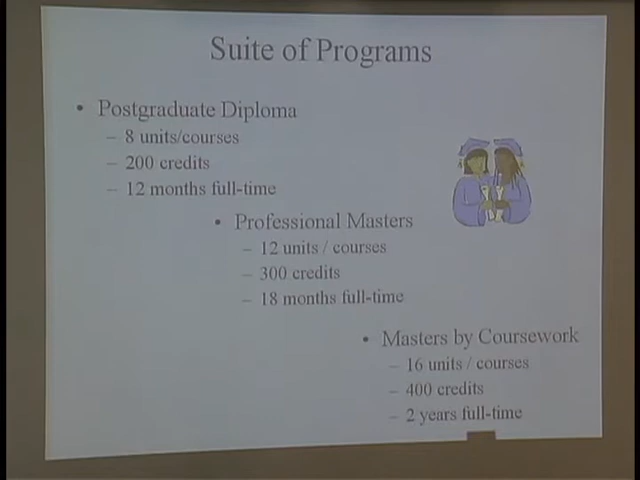 Suite of Programs
• Postgraduate Diploma
– 8 units/courses
– 200 credits
– 12 months full-time
• Professional Masters
– 12 units / courses
– 300 credits
– 18 months full-time
• Masters by Coursework
– 16 units / courses
– 400 credits
– 2 years full-time